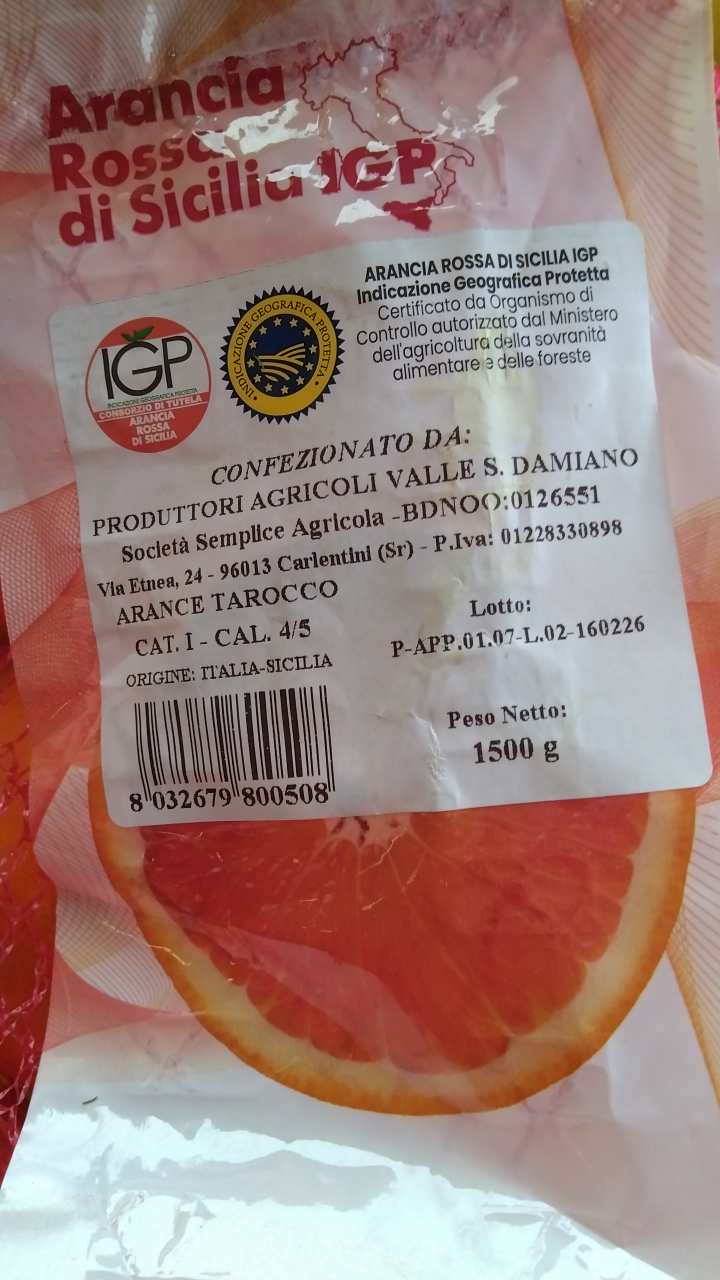 Arancia
Rossa
di Sicilia IGP
ARANCIA ROSSA DI SICILIA IGP
Indicazione Geografica Protetta
Certificato da Organismo di
Controllo autorizzato dal Ministero
dell'agricoltura della sovranità
alimentare e delle foreste
IGP
INDICAZIONE GEOGRAFICA PROTETTA
CONSORZIO DI TUTELA
ARANCIA
ROSSA
DI SICILIA
INDICAZIONE GEOGRAFICA PROTETTA
CONFEZIONATO DA:
PRODUTTORI AGRICOLI VALLE S. DAMIANO
Società Semplice Agricola -BDNOO:0126551
Via Etnea, 24 - 96013 Carlentini (Sr) - P.Iva: 01228330898
ARANCE TAROCCO
CAT. I - CAL. 4/5
ORIGINE: ITALIA-SICILIA
Lotto:
P-APP.01.07-L.02-160226
Peso Netto:
1500 g
8 032679 800508